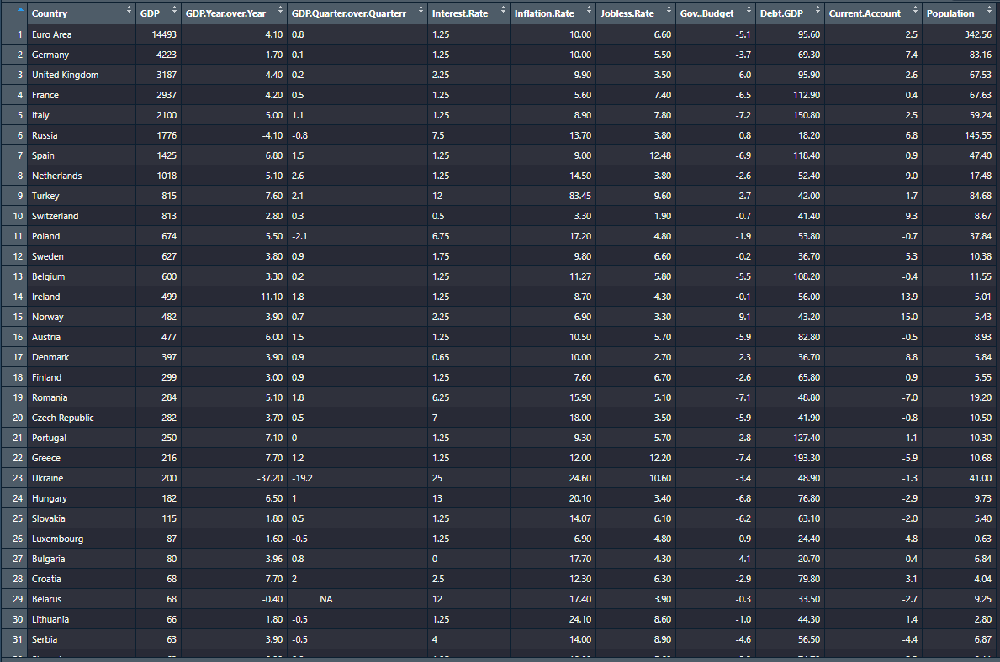 Country GDP GDP.Year.over.Year GDP.Quarter.over.Quarterr Interest.Rate Inflation.Rate Jobless.Rate Gov..Budget Debt.GDP Current.Account Population
1 Euro Area 14493 4.10 0.8 1.25 10.00 6.60 -5.1 95.60 2.5 342.56
2 Germany 4223 1.70 0.1 1.25 10.00 5.50 -3.7 69.30 7.4 83.16
3 United Kingdom 3187 4.40 0.2 2.25 9.90 3.50 -6.0 95.90 -2.6 67.53
4 France 2937 4.20 0.5 1.25 5.60 7.40 -6.5 112.90 0.4 67.63
5 Italy 2100 5.00 1.1 1.25 8.90 7.80 -7.2 150.80 2.5 59.24
6 Russia 1776 -4.10 -0.8 7.5 13.70 3.80 0.8 18.20 6.8 145.55
7 Spain 1425 6.80 1.5 1.25 9.00 12.48 -6.9 118.40 0.9 47.40
8 Netherlands 1018 5.10 2.6 1.25 14.50 3.80 -2.6 52.40 9.0 17.48
9 Turkey 815 7.60 2.1 12 83.45 9.60 -2.7 42.00 -1.7 84.68
10 Switzerland 813 2.80 0.3 0.5 3.30 1.90 -0.7 41.40 9.3 8.67
11 Poland 674 5.50 -2.1 6.75 17.20 4.80 -1.9 53.80 -0.7 37.84
12 Sweden 627 3.80 0.9 1.75 9.80 6.60 -0.2 36.70 5.3 10.38
13 Belgium 600 3.30 0.2 1.25 11.27 5.80 -5.5 108.20 -0.4 11.55
14 Ireland 499 11.10 1.8 1.25 8.70 4.30 -0.1 56.00 13.9 5.01
15 Norway 482 3.90 0.7 2.25 6.90 3.30 9.1 43.20 15.0 5.43
16 Austria 477 6.00 1.5 1.25 10.50 5.70 -5.9 82.80 -0.5 8.93
17 Denmark 397 3.90 0.9 0.65 10.00 2.70 2.3 36.70 8.8 5.84
18 Finland 299 3.00 0.9 1.25 7.60 6.70 -2.6 65.80 0.9 5.55
19 Romania 284 5.10 1.8 6.25 15.90 5.10 -7.1 48.80 -7.0 19.20
20 Czech Republic 282 3.70 0.5 7 18.00 3.50 -5.9 41.90 -0.8 10.50
21 Portugal 250 7.10 0 1.25 9.30 5.70 -2.8 127.40 -1.1 10.30
22 Greece 216 7.70 1.2 1.25 12.00 12.20 -7.4 193.30 -5.9 10.68
23 Ukraine 200 -37.20 -19.2 25 24.60 10.60 -3.4 48.90 -1.3 41.00
24 Hungary 182 6.50 1 13 20.10 3.40 -6.8 76.80 -2.9 9.73
25 Slovakia 115 1.80 0.5 1.25 14.07 6.10 -6.2 63.10 -2.0 5.40
26 Luxembourg 87 1.60 -0.5 1.25 6.90 4.80 0.9 24.40 4.8 0.63
27 Bulgaria 80 3.96 0.8 0 17.70 4.30 -4.1 20.70 -0.4 6.84
28 Croatia 68 7.70 2 2.5 12.30 6.30 -2.9 79.80 3.1 4.04
29 Belarus 68 -0.40 NA 12 17.40 3.90 -0.3 33.50 -2.7 9.25
30 Lithuania 66 1.80 -0.5 1.25 24.10 8.60 -1.0 44.30 1.4 2.80
31 Serbia 63 3.90 -0.5 4 14.00 8.90 -4.6 56.50 -4.4 6.87